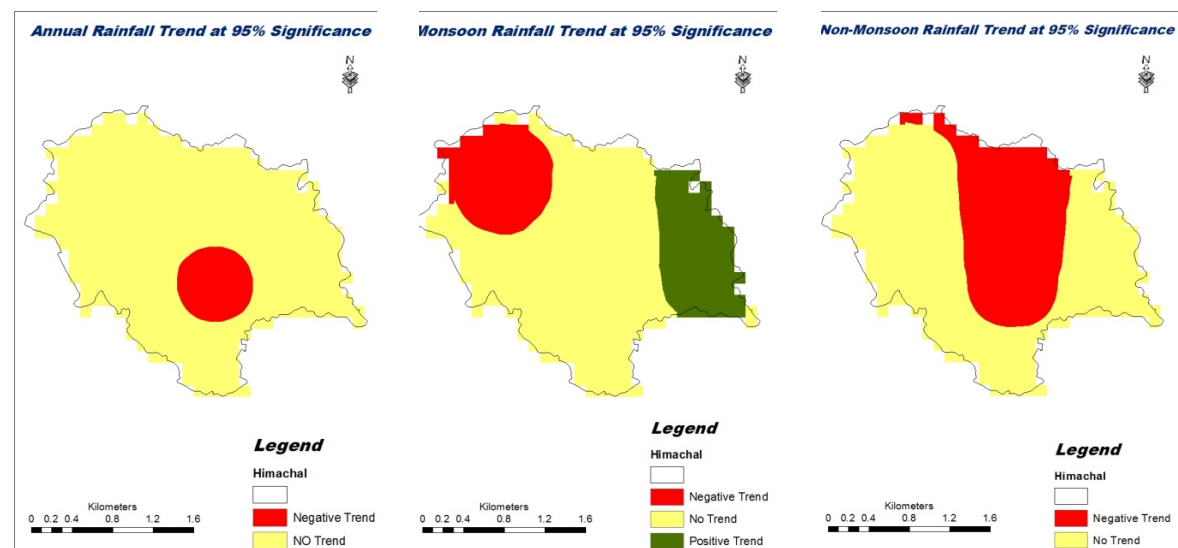 Annual Rainfall Trend at 95% Significance
N
Legend
Himachal
Negative Trend
NO Trend
Kilometers
0 0.2 0.4 0.8 1.2 1.6
Monsoon Rainfall Trend at 95% Significance
N
Legend
Himachal
Negative Trend
No Trend
Positive Trend
Kilometers
0 0.2 0.4 0.8 1.2 1.6
Non-Monsoon Rainfall Trend at 95% Significance
N
Legend
Himachal
Negative Trend
No Trend
Kilometers
0 0.2 0.4 0.8 1.2 1.6